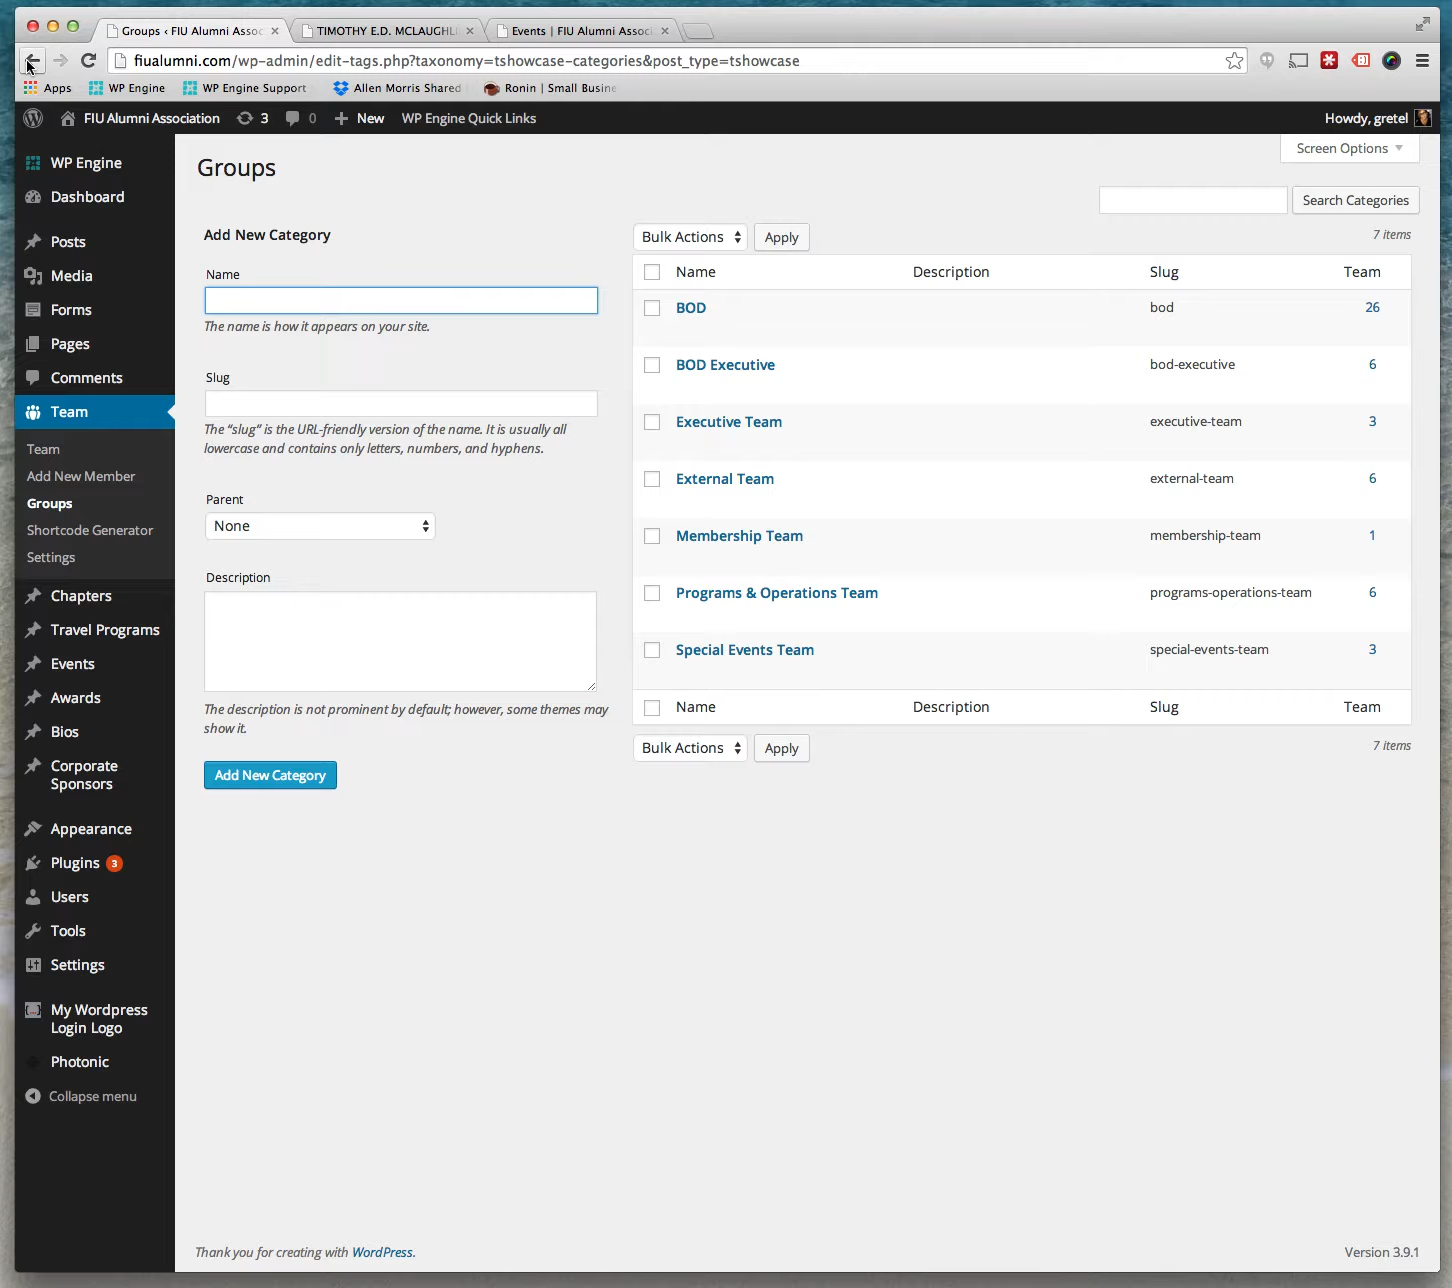 Groups ‹ FIU Alumni Assoc
TIMOTHY E.D. MCLAUGHL
Events | FIU Alumni Assoc
fiualumni.com/wp-admin/edit-tags.php?taxonomy=tshowcase-categories&post_type=tshowcase
Apps
WP Engine
WP Engine Support
Allen Morris Shared
Ronin | Small Busine
FIU Alumni Association
3
0
New
WP Engine Quick Links
Howdy, gretel
WP Engine
Dashboard
Posts
Media
Forms
Pages
Comments
Team
Team
Add New Member
Groups
Shortcode Generator
Settings
Chapters
Travel Programs
Events
Awards
Bios
Corporate
Sponsors
Appearance
Plugins 3
Users
Tools
Settings
My Wordpress
Login Logo
Photonic
Collapse menu
Screen Options
Groups
Search Categories
Add New Category
Name
The name is how it appears on your site.
Slug
The “slug” is the URL-friendly version of the name. It is usually all
lowercase and contains only letters, numbers, and hyphens.
Parent
None
Description
The description is not prominent by default; however, some themes may
show it.
Add New Category
Bulk Actions
Apply
7 items
Name Description Slug Team
BOD bod 26
BOD Executive bod-executive 6
Executive Team executive-team 3
External Team external-team 6
Membership Team membership-team 1
Programs & Operations Team programs-operations-team 6
Special Events Team special-events-team 3
Name Description Slug Team
Bulk Actions
Apply
7 items
Thank you for creating with WordPress.
Version 3.9.1